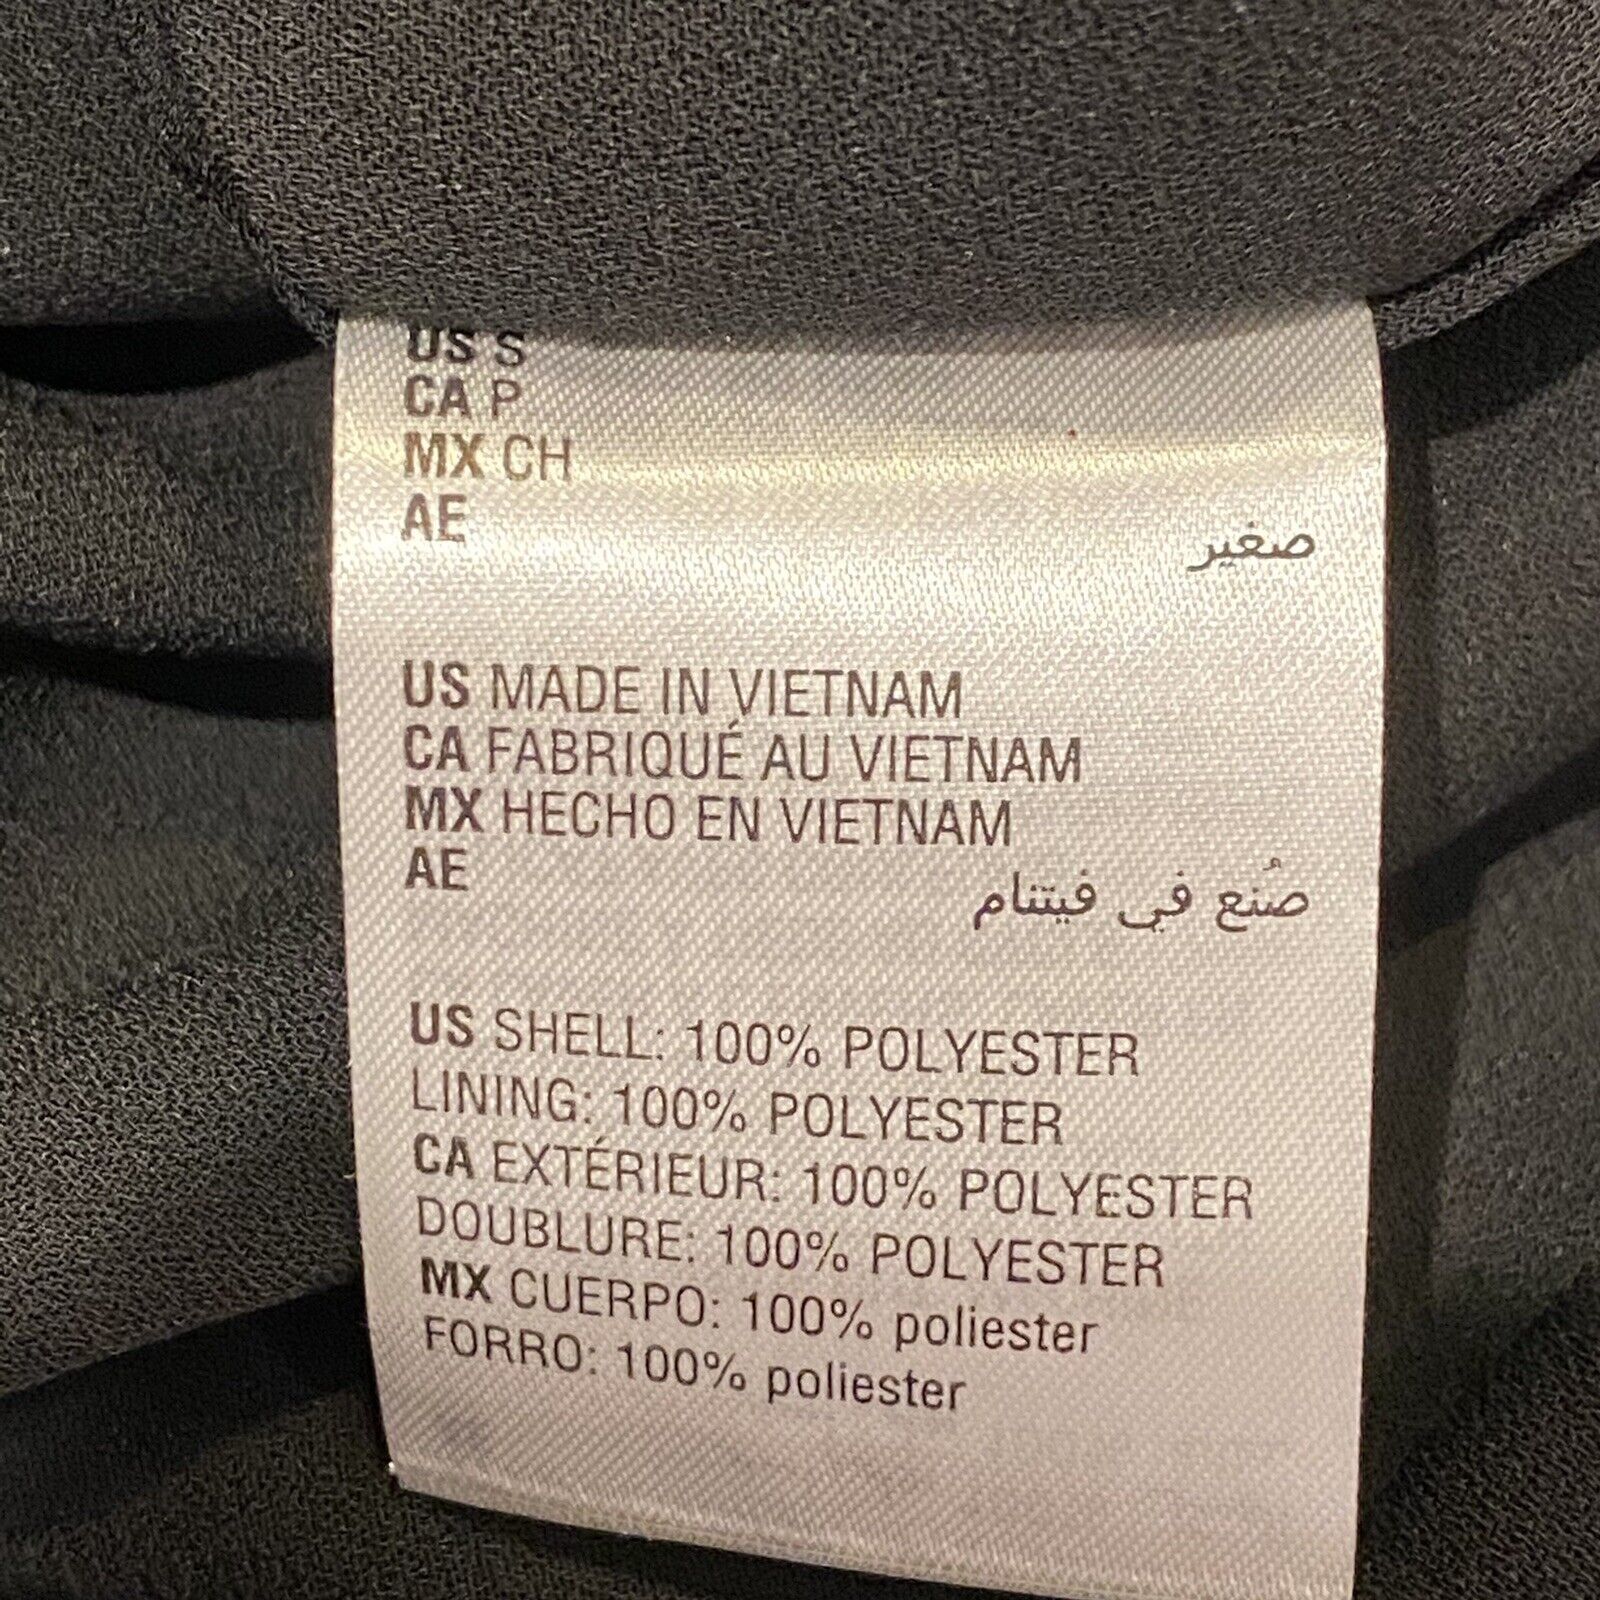 US S
CA P
MX CH
AE صغير
US MADE IN VIETNAM
CA FABRIQUÉ AU VIETNAM
MX HECHO EN VIETNAM
AE صُنع في فيتنام
US SHELL: 100% POLYESTER
LINING: 100% POLYESTER
CA EXTÉRIEUR: 100% POLYESTER
DOUBLURE: 100% POLYESTER
MX CUERPO: 100% poliester
FORRO: 100% poliester